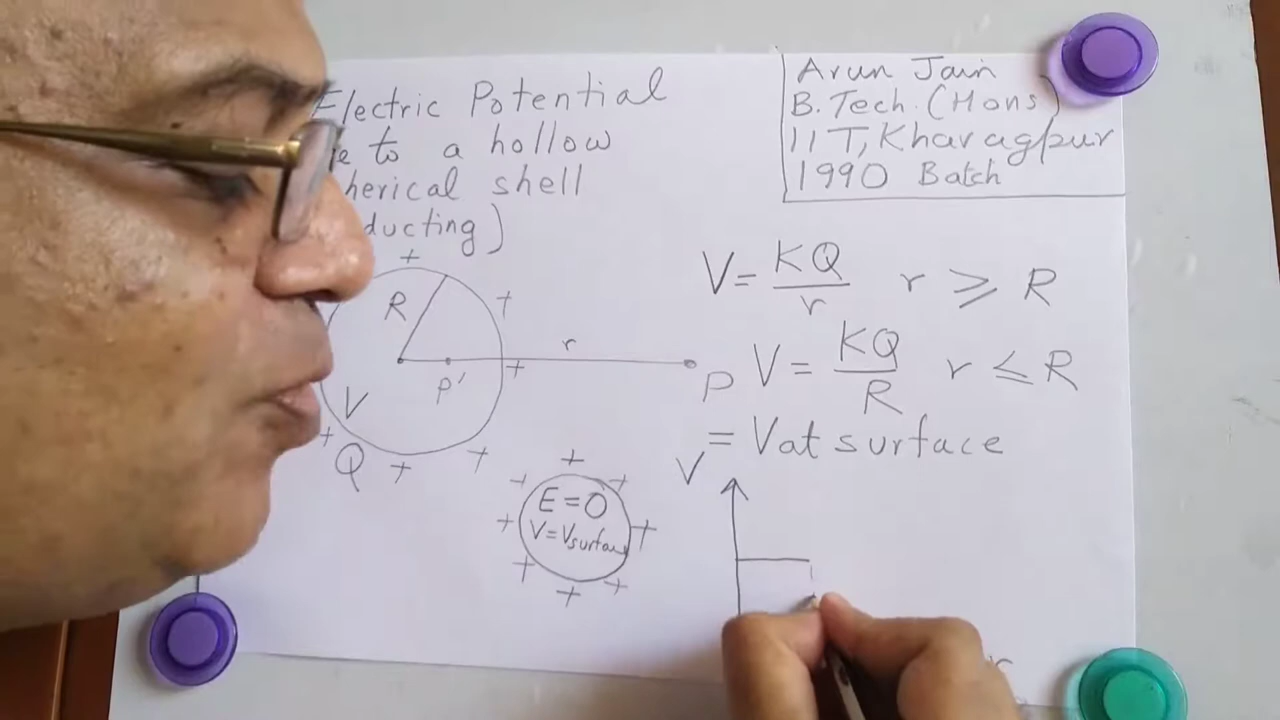 Electric Potential
to a hollow
herical shell
ducting)
Arun Jain
B.Tech.(Hons)
IIT, Kharagpur
1990 Batch
V = KQ/r r ≥ R
V = KQ/R r ≤ R
= Vat surface
+ + + + + + +
R
r
P'
P
V
Q
+ + + + + + + +
E = 0
V = Vsurface
V
r